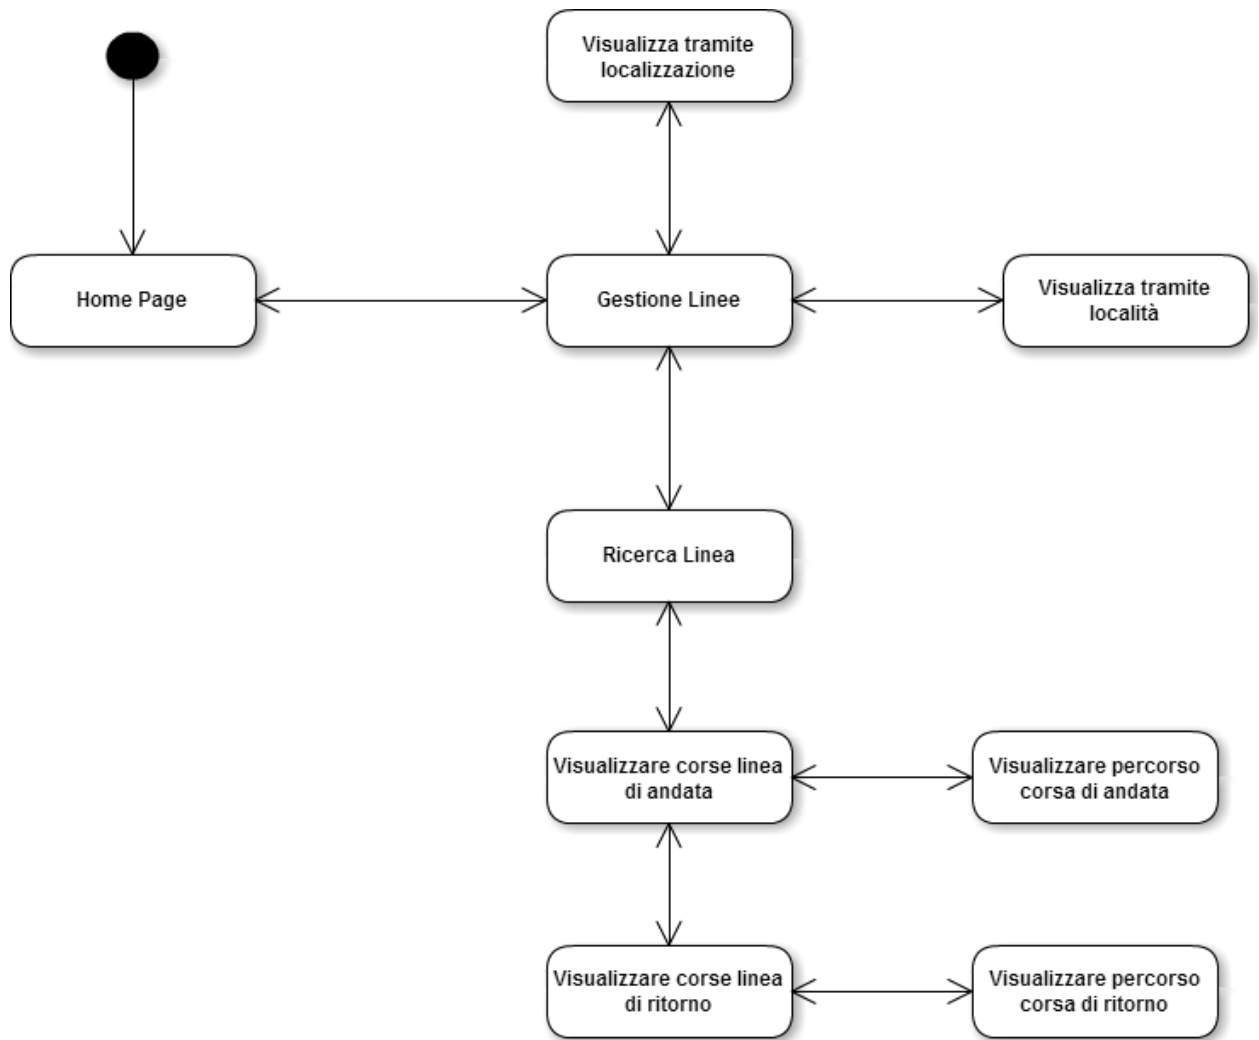 Visualizza tramite
localizzazione
Home Page
Gestione Linee
Visualizza tramite
località
Ricerca Linea
Visualizzare corse linea
di andata
Visualizzare percorso
corsa di andata
Visualizzare corse linea
di ritorno
Visualizzare percorso
corsa di ritorno